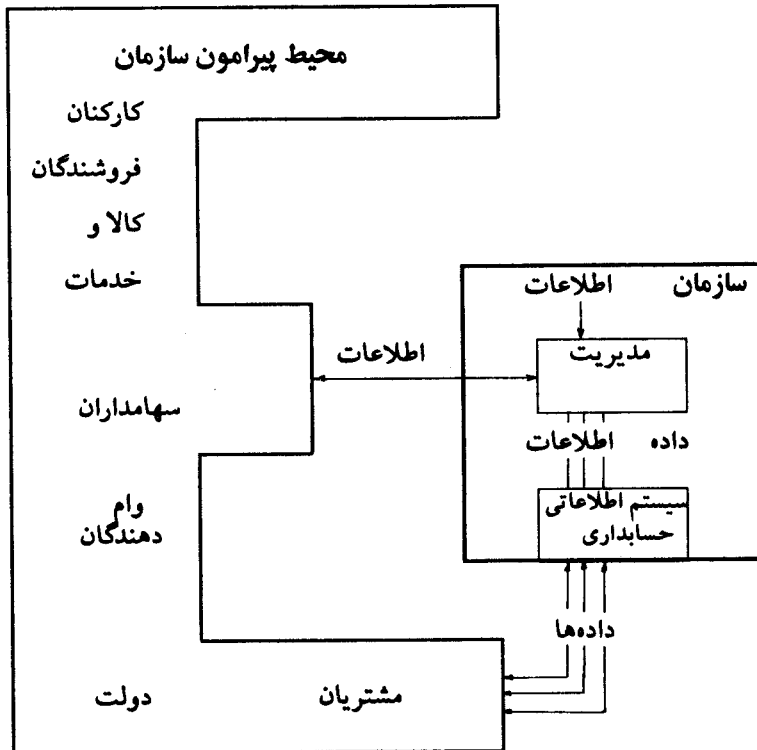 محیط پیرامون سازمان
کارکنان
فروشندگان
کالا و
خدمات
سهامداران
وام
دهندگان
دولت
مشتریان
سازمان
اطلاعات
مدیریت
اطلاعات
داده
اطلاعات
سیستم اطلاعاتی
حسابداری
داده‌ها